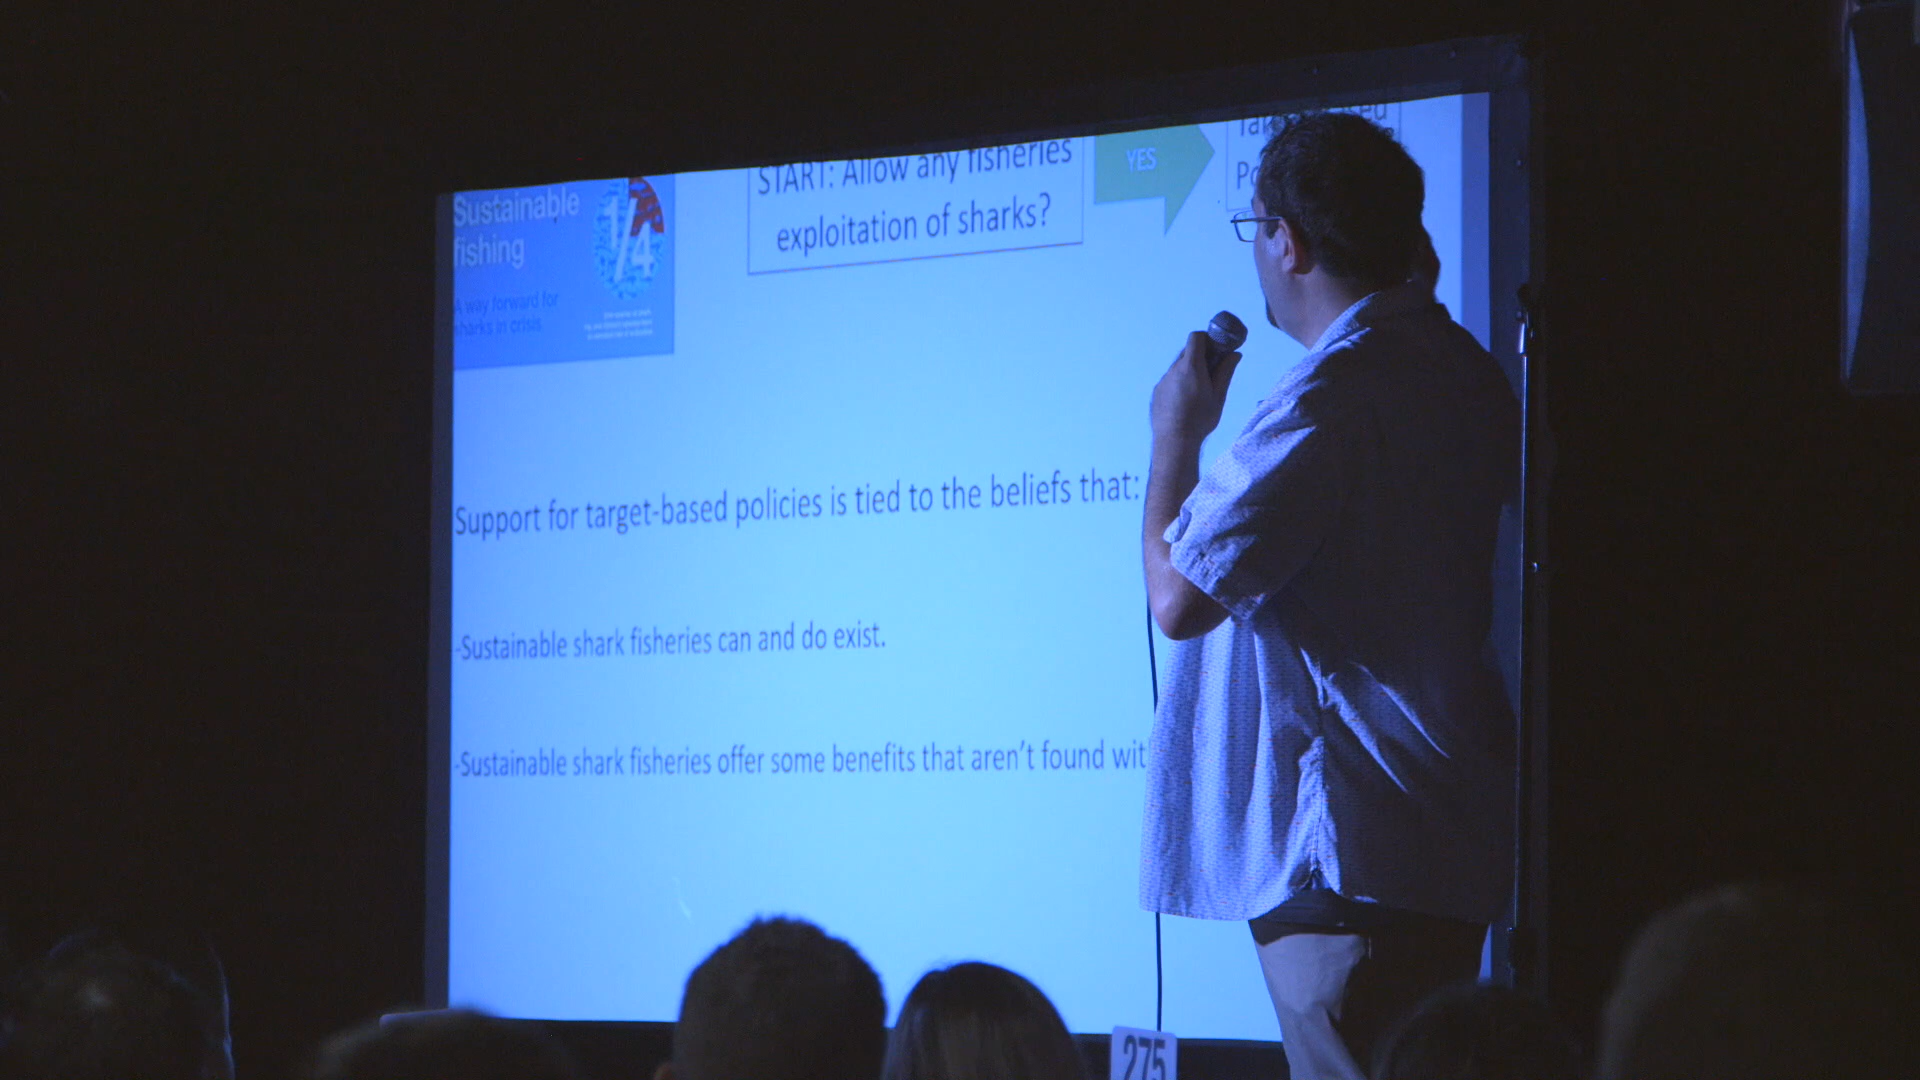 Sustainable
fishing
1/4
A way forward for
sharks in crisis
START: Allow any fisheries
exploitation of sharks?
YES
Support for target-based policies is tied to the beliefs that:
-Sustainable shark fisheries can and do exist.
-Sustainable shark fisheries offer some benefits that aren't found wit
275